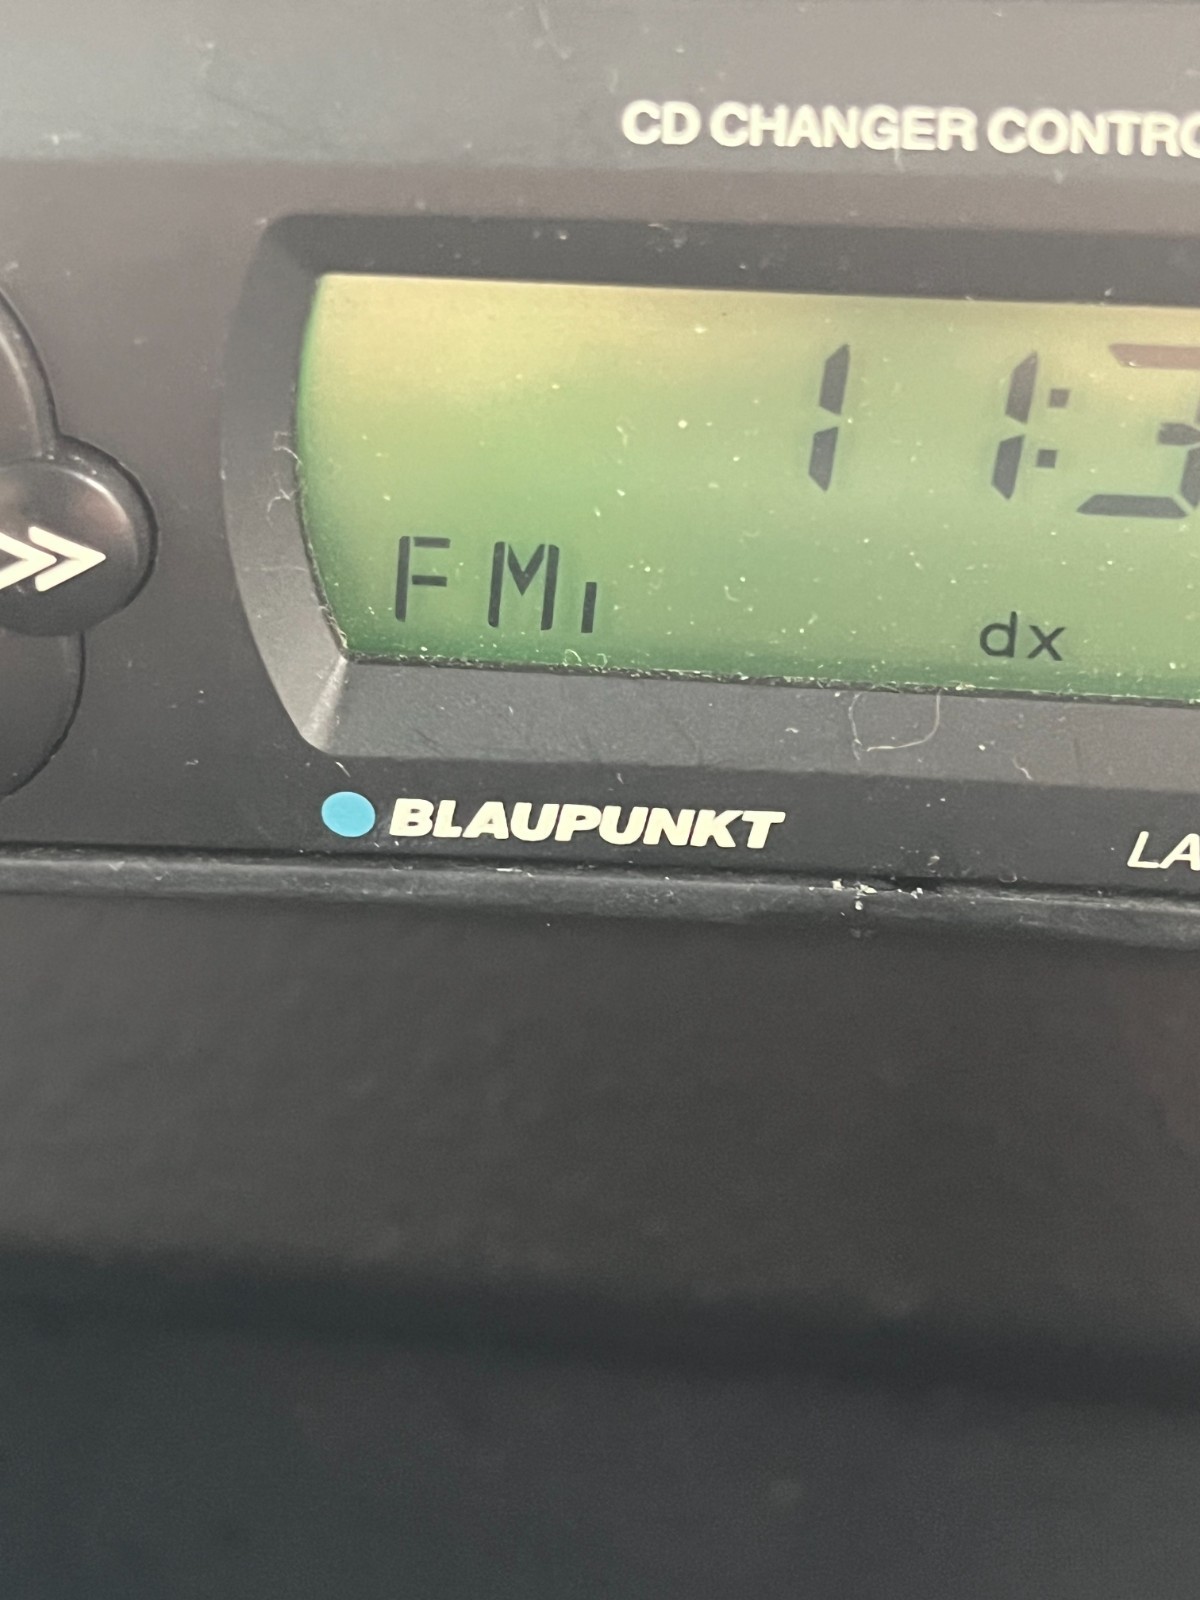 CD CHANGER CONTRO
11:3
FM1
dx
BLAUPUNKT
LA